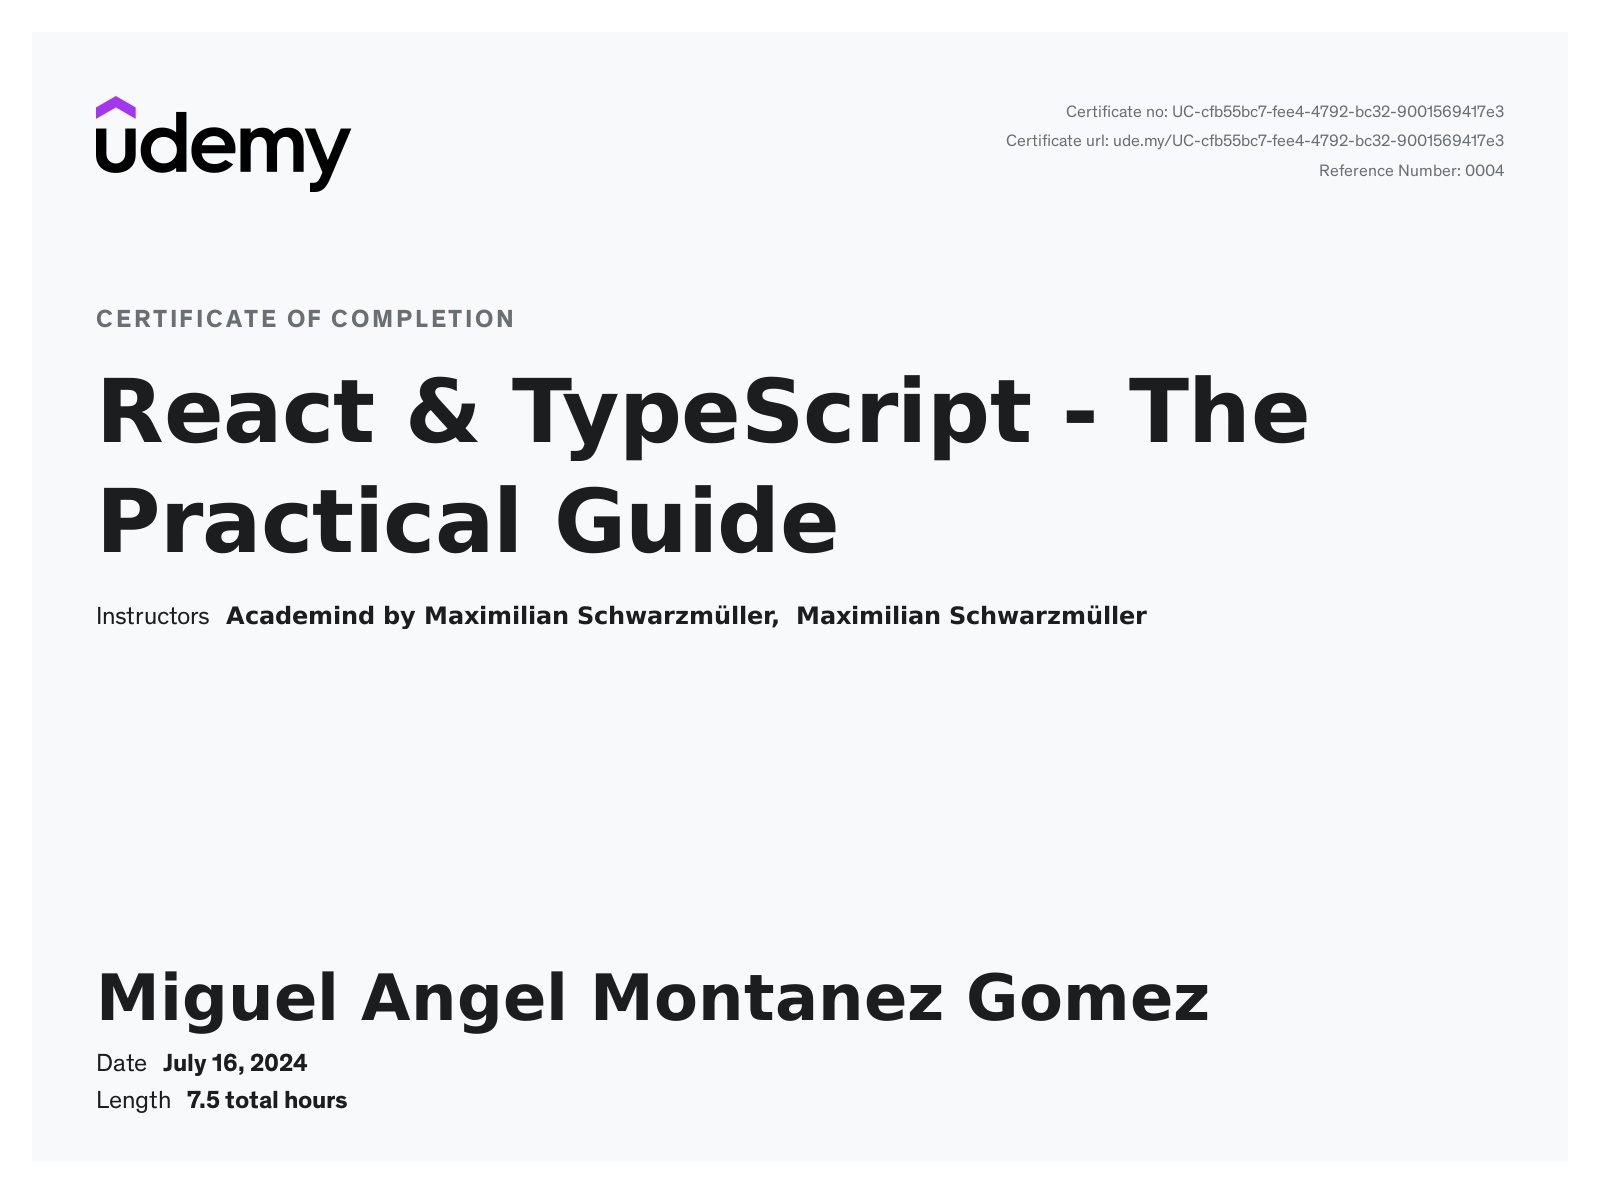 udemy
Certificate no: UC-cfb55bc7-fee4-4792-bc32-9001569417e3
Certificate url: ude.my/UC-cfb55bc7-fee4-4792-bc32-9001569417e3
Reference Number: 0004
CERTIFICATE OF COMPLETION
React & TypeScript - The
Practical Guide
Instructors Academind by Maximilian Schwarzmüller, Maximilian Schwarzmüller
Miguel Angel Montanez Gomez
Date July 16, 2024
Length 7.5 total hours